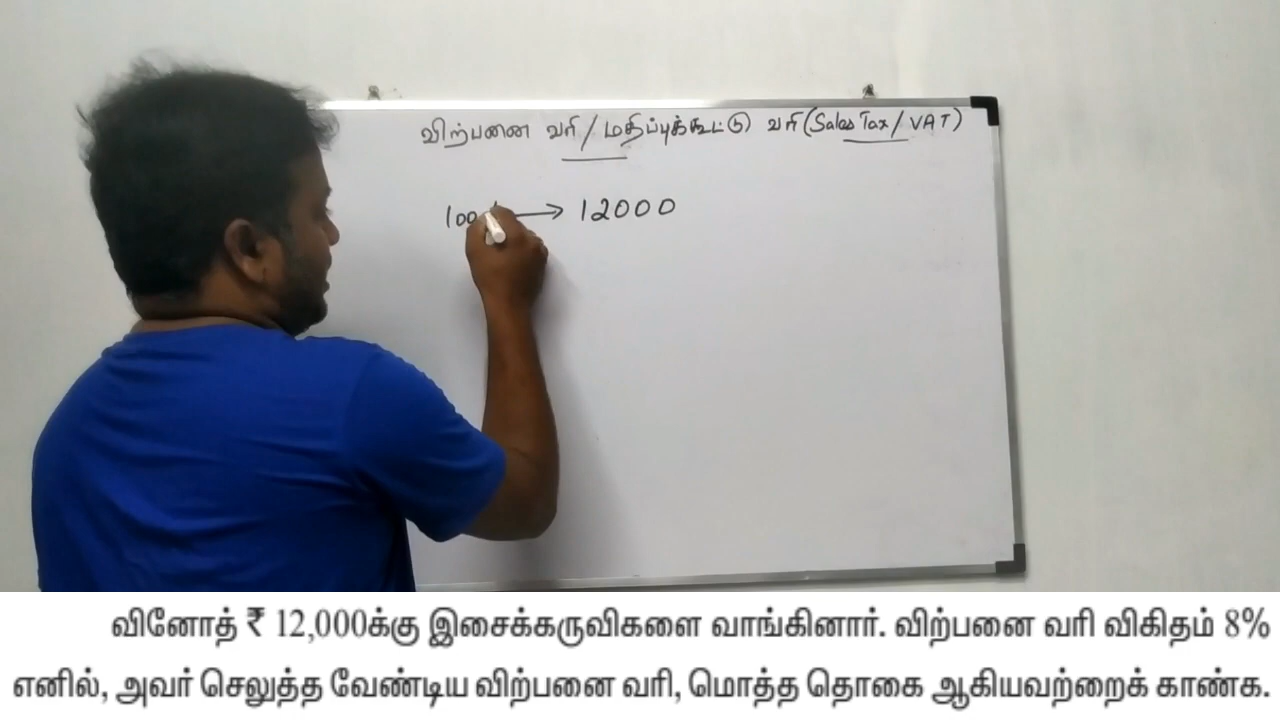 விற்பனை வரி / மதிப்புக்கூட்டு வரி (Sales Tax / VAT)
100 → 12000
வினோத் ₹ 12,000க்கு இசைக்கருவிகளை வாங்கினார். விற்பனை வரி விகிதம் 8%
எனில், அவர் செலுத்த வேண்டிய விற்பனை வரி, மொத்த தொகை ஆகியவற்றைக் காண்க.